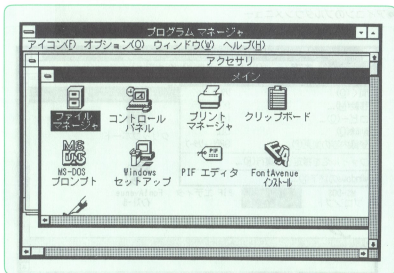 プログラム マネージャ
アイコン(F) オプション(O) ウィンドウ(W) ヘルプ(H)
アクセサリ
メイン
ファイル
マネージャ
コントロール
パネル
プリント
マネージャ
クリップボード
MS-DOS
プロンプト
Windows
セットアップ
PIF エディタ
FontAvenue
インストール